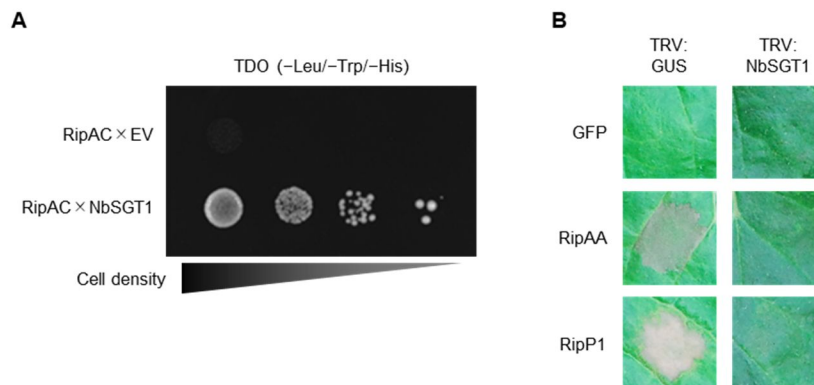 A
TDO (−Leu/−Trp/−His)
RipAC×EV
RipAC×NbSGT1
Cell density
B
TRV:
GUS
TRV:
NbSGT1
GFP
RipAA
RipP1